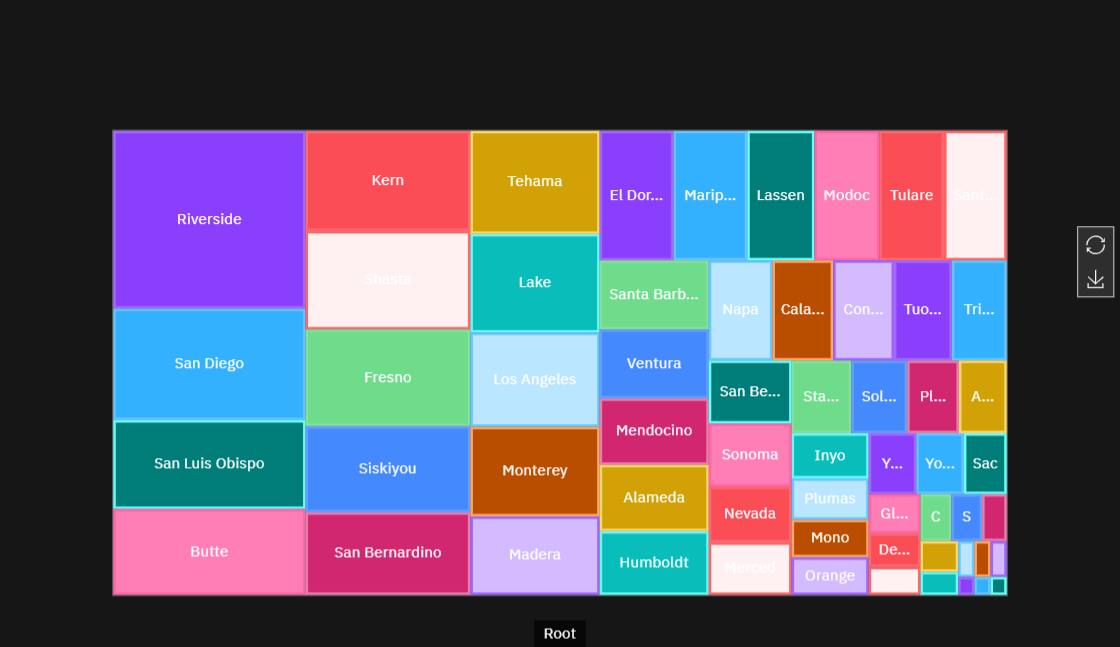 Riverside
San Diego
San Luis Obispo
Butte
Kern
Shasta
Fresno
Siskiyou
San Bernardino
Tehama
Lake
Los Angeles
Monterey
Madera
El Dor...
Marip...
Lassen
Modoc
Tulare
Sant...
Santa Barb...
Ventura
Mendocino
Alameda
Humboldt
Napa
Cala...
Con...
Tuo...
Tri...
San Be...
Sonoma
Nevada
Merced
Sta...
Sol...
Pl...
A...
Inyo
Plumas
Mono
Orange
Y...
Yo...
Sac
Gl...
De...
C
S
Root